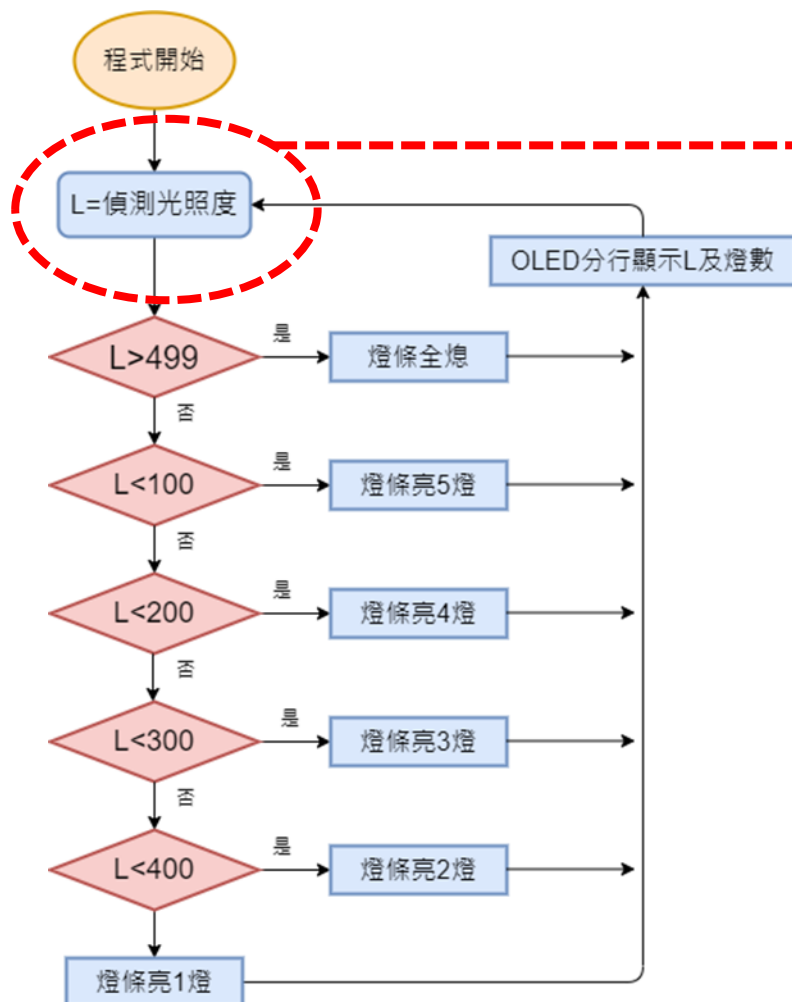 程式開始
L=偵測光照度
OLED分行顯示L及燈數
L>499
是
燈條全熄
否
L<100
是
燈條亮5燈
否
L<200
是
燈條亮4燈
否
L<300
是
燈條亮3燈
否
L<400
是
燈條亮2燈
燈條亮1燈